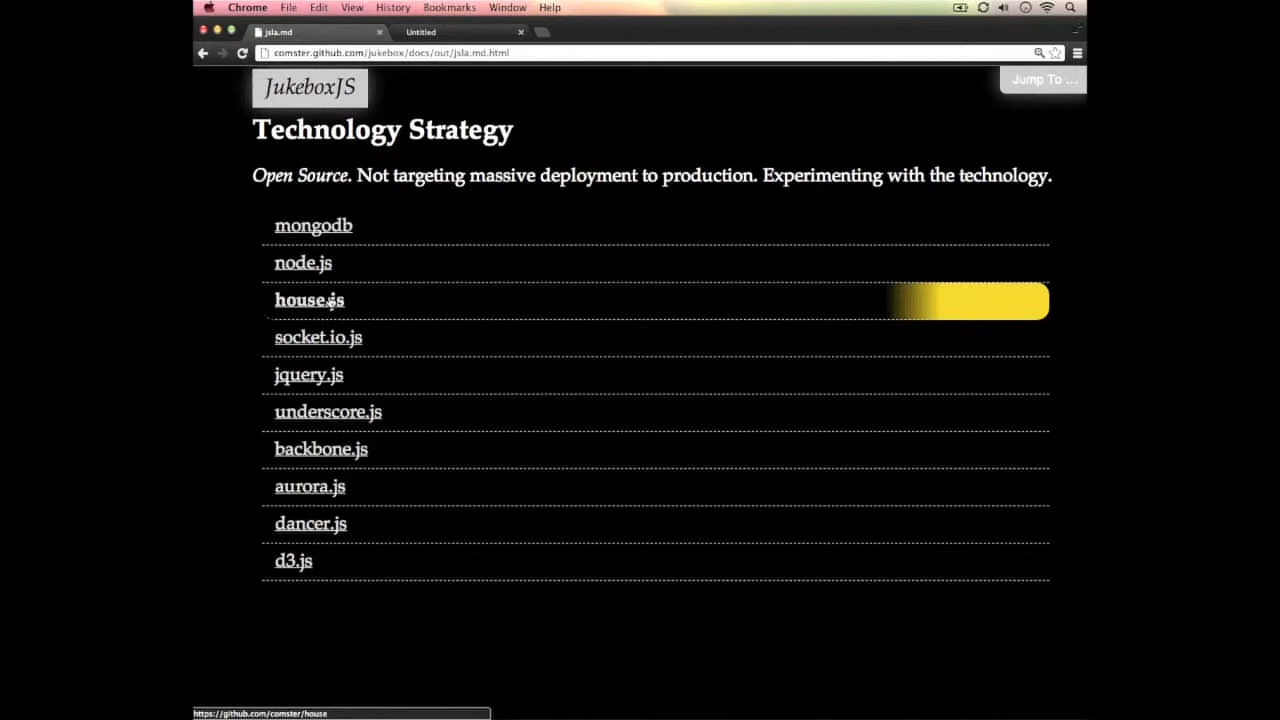 Chrome File Edit View History Bookmarks Window Help
jsla.md Untitled
comster.github.com/jukebox/docs/out/jsla.md.html
JukeboxJS
Jump To ...
Technology Strategy
Open Source. Not targeting massive deployment to production. Experimenting with the technology.
mongodb
node.js
house.js
socket.io.js
jquery.js
underscore.js
backbone.js
aurora.js
dancer.js
d3.js
https://github.com/comster/house